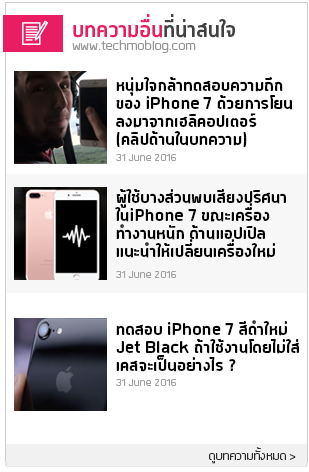 บทความอื่นที่น่าสนใจ
www.techmoblog.com
หนุ่มใจกล้าทดสอบความถึก
ของ iPhone 7 ด้วยการโยน
ลงมาจากเฮลิคอปเตอร์
(คลิปด้านในบทความ)
31 June 2016
ผู้ใช้บางส่วนพบเสียงปริศนา
ในiPhone 7 ขณะเครื่อง
ทำงานหนัก ด้านแอปเปิล
แนะนำให้เปลี่ยนเครื่องใหม่
31 June 2016
ทดสอบ iPhone 7 สีดำใหม่
Jet Black ถ้าใช้งานโดยไม่ใส่
เคสจะเป็นอย่างไร ?
31 June 2016
ดูบทความทั้งหมด >